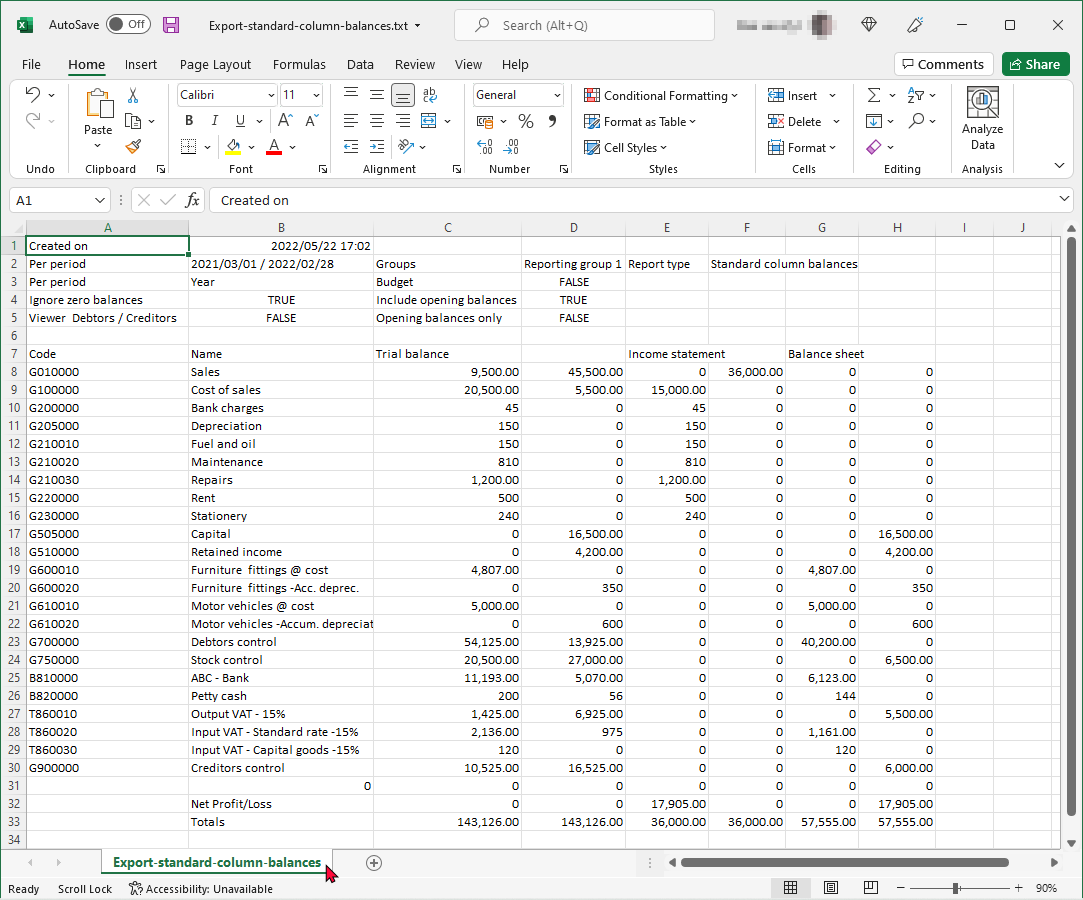 AutoSave Off Export-standard-column-balances.txt Search (Alt+Q)
File Home Insert Page Layout Formulas Data Review View Help Comments Share
Calibri 11 ab General Conditional Formatting Insert
Paste B I U A A % Format as Table Delete Analyze Data
A Cell Styles Format
Undo Clipboard Font Alignment Number Styles Cells Editing Analysis
A1 fx Created on
A B C D E F G H I J
1 Created on 2022/05/22 17:02
2 Per period 2021/03/01 / 2022/02/28 Groups Reporting group 1 Report type Standard column balances
3 Per period Year Budget FALSE
4 Ignore zero balances TRUE Include opening balances TRUE
5 Viewer Debtors / Creditors FALSE Opening balances only FALSE
6
7 Code Name Trial balance Income statement Balance sheet
8 G010000 Sales 9,500.00 45,500.00 0 36,000.00 0 0
9 G100000 Cost of sales 20,500.00 5,500.00 15,000.00 0 0 0
10 G200000 Bank charges 45 0 45 0 0 0
11 G205000 Depreciation 150 0 150 0 0 0
12 G210010 Fuel and oil 150 0 150 0 0 0
13 G210020 Maintenance 810 0 810 0 0 0
14 G210030 Repairs 1,200.00 0 1,200.00 0 0 0
15 G220000 Rent 500 0 500 0 0 0
16 G230000 Stationery 240 0 240 0 0 0
17 G505000 Capital 0 16,500.00 0 0 0 16,500.00
18 G510000 Retained income 0 4,200.00 0 0 0 4,200.00
19 G600010 Furniture fittings @ cost 4,807.00 0 0 0 4,807.00 0
20 G600020 Furniture fittings -Acc. deprec. 0 350 0 0 0 350
21 G610010 Motor vehicles @ cost 5,000.00 0 0 0 5,000.00 0
22 G610020 Motor vehicles -Accum. depreciat 0 600 0 0 0 600
23 G700000 Debtors control 54,125.00 13,925.00 0 0 40,200.00 0
24 G750000 Stock control 20,500.00 27,000.00 0 0 0 6,500.00
25 B810000 ABC - Bank 11,193.00 5,070.00 0 0 6,123.00 0
26 B820000 Petty cash 200 56 0 0 144 0
27 T860010 Output VAT - 15% 1,425.00 6,925.00 0 0 0 5,500.00
28 T860020 Input VAT - Standard rate -15% 2,136.00 975 0 0 1,161.00 0
29 T860030 Input VAT - Capital goods -15% 120 0 0 0 120 0
30 G900000 Creditors control 10,525.00 16,525.00 0 0 0 6,000.00
31 0 0 0 0 0 0 0
32 Net Profit/Loss 0 0 17,905.00 0 0 17,905.00
33 Totals 143,126.00 143,126.00 36,000.00 36,000.00 57,555.00 57,555.00
34
Export-standard-column-balances
Ready Scroll Lock Accessibility: Unavailable 90%